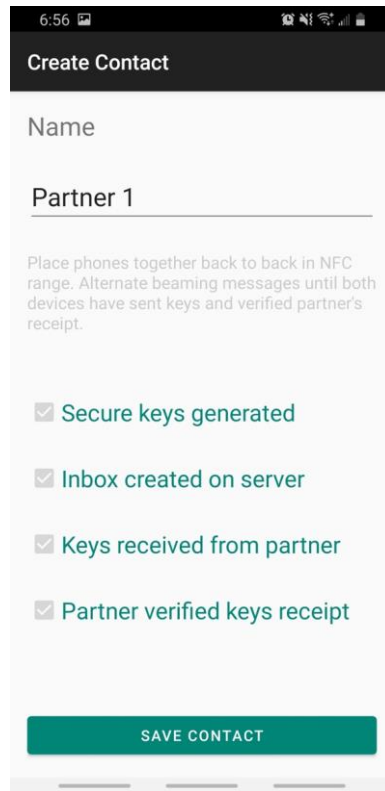 6:56
Create Contact
Name
Partner 1
Place phones together back to back in NFC
range. Alternate beaming messages until both
devices have sent keys and verified partner's
receipt.
Secure keys generated
Inbox created on server
Keys received from partner
Partner verified keys receipt
SAVE CONTACT